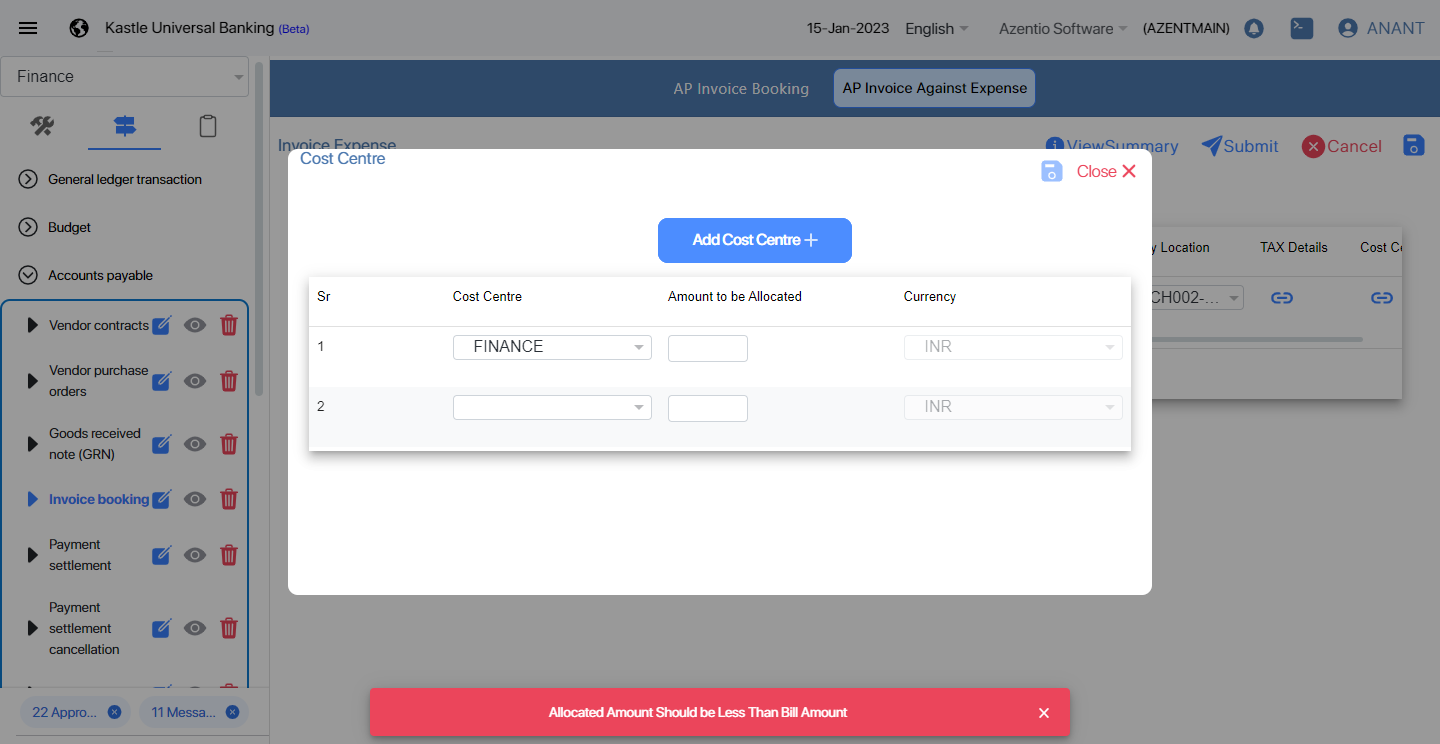 Kastle Universal Banking (Beta)
15-Jan-2023
English
Azentio Software
(AZENTMAIN)
ANANT
Finance
AP Invoice Booking
AP Invoice Against Expense
Invoice Expense
ViewSummary
Submit
Cancel
General ledger transaction
Budget
Accounts payable
Vendor contracts
Vendor purchase
orders
Goods received
note (GRN)
Invoice booking
Payment
settlement
Payment
settlement
cancellation
22 Appro...
11 Messa...
Cost Centre
Close
Add Cost Centre
Sr
Cost Centre
Amount to be Allocated
Currency
1
FINANCE
INR
2
INR
Location
TAX Details
Cost
CH002-...
Allocated Amount Should be Less Than Bill Amount